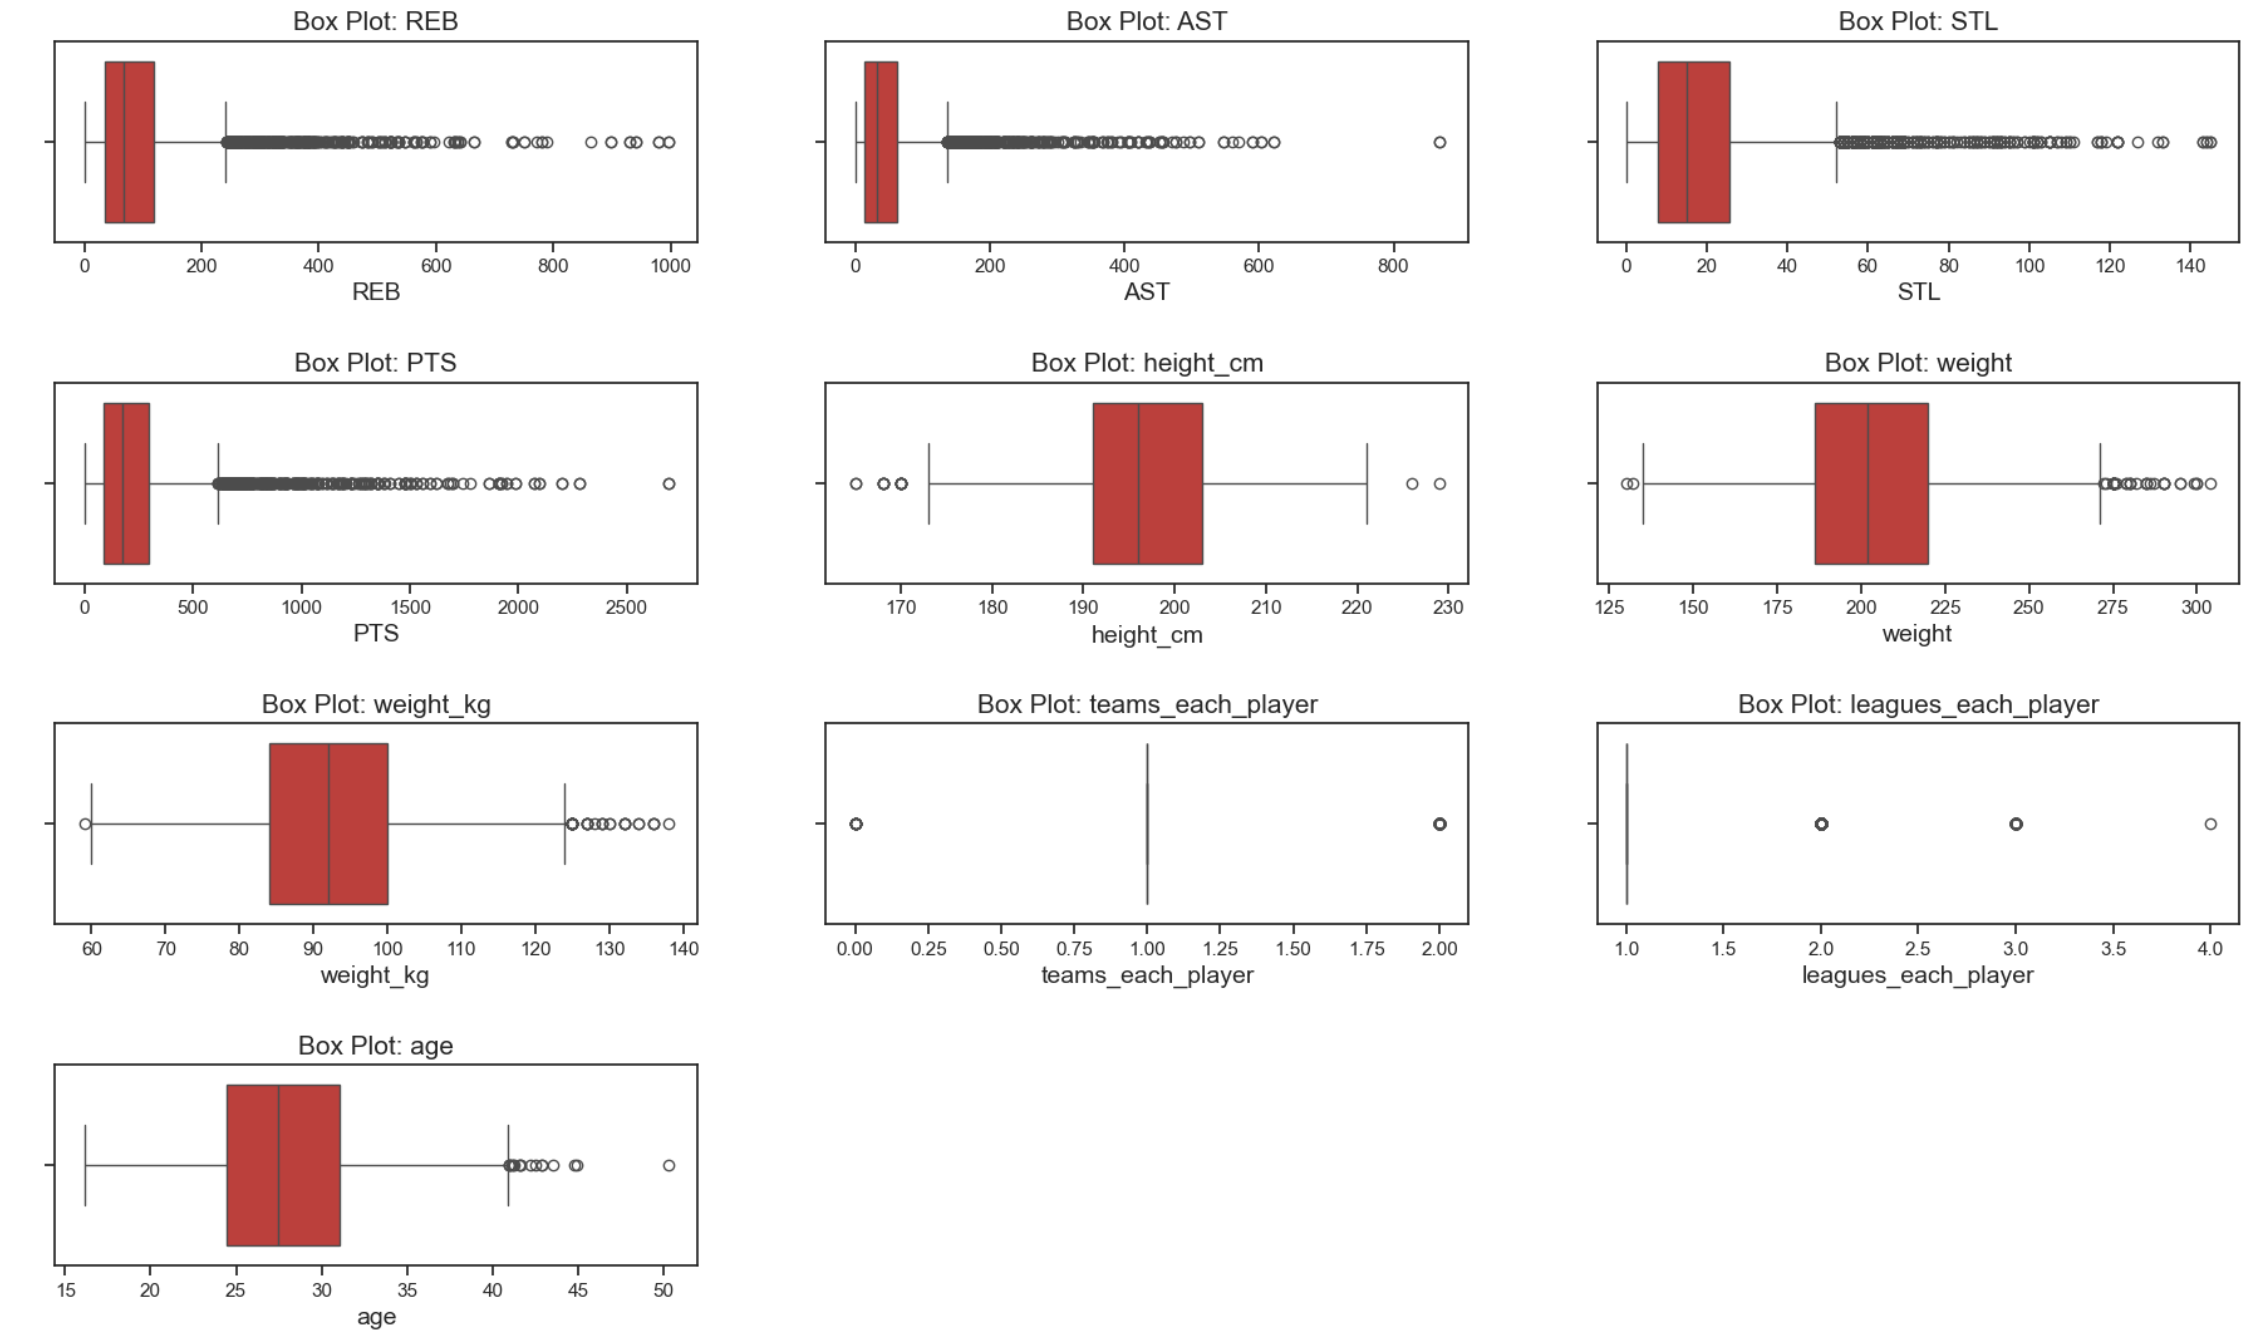 Box Plot: REB
0 200 400 600 800 1000
REB
Box Plot: AST
0 200 400 600 800
AST
Box Plot: STL
0 20 40 60 80 100 120 140
STL
Box Plot: PTS
0 500 1000 1500 2000 2500
PTS
Box Plot: height_cm
170 180 190 200 210 220 230
height_cm
Box Plot: weight
125 150 175 200 225 250 275 300
weight
Box Plot: weight_kg
60 70 80 90 100 110 120 130 140
weight_kg
Box Plot: teams_each_player
0.00 0.25 0.50 0.75 1.00 1.25 1.50 1.75 2.00
teams_each_player
Box Plot: leagues_each_player
1.0 1.5 2.0 2.5 3.0 3.5 4.0
leagues_each_player
Box Plot: age
15 20 25 30 35 40 45 50
age